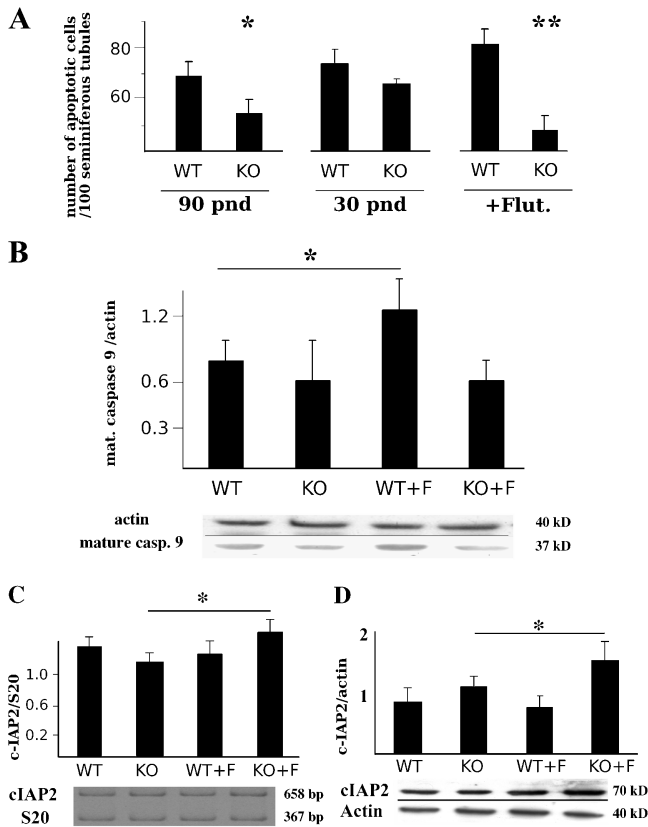 A
number of apoptotic cells
/100 seminiferous tubules
80
60
*
**
WT KO WT KO WT KO
90 pnd 30 pnd +Flut.
B
*
mat. caspase 9 /actin
1.2
0.6
0.3
WT KO WT+F KO+F
actin 40 kD
mature casp. 9 37 kD
C
*
c-IAP2/S20
1.0
0.6
0.2
WT KO WT+F KO+F
cIAP2 658 bp
S20 367 bp
D
*
c-IAP2/actin
2
1
WT KO WT+F KO+F
cIAP2 70 kD
Actin 40 kD